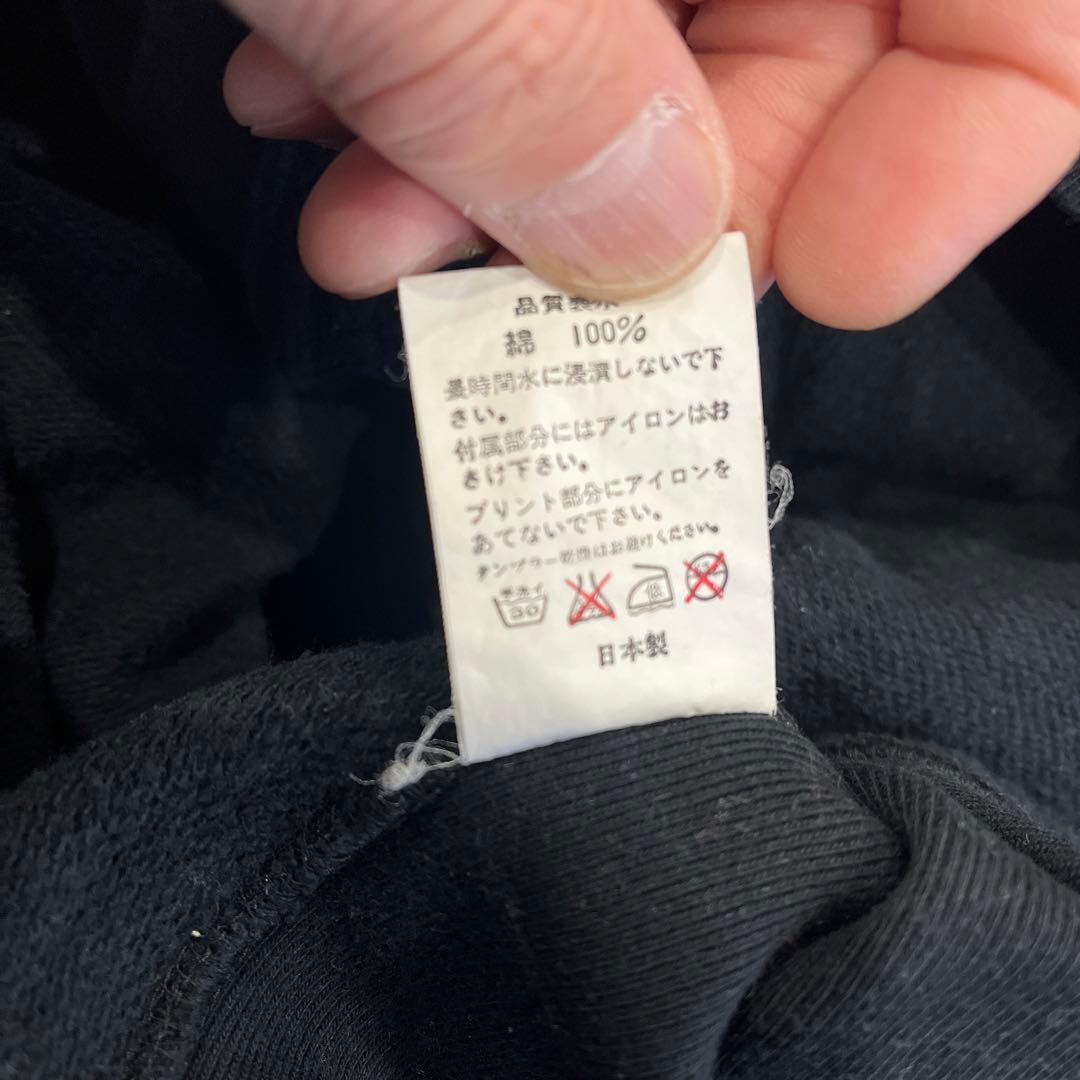 品質表示
綿 100%
長時間水に浸漬しないで下
さい。
付属部分にはアイロンはお
さけ下さい。
プリント部分にアイロンを
あてないで下さい。
タンブラー乾燥はお避けください。
手洗イ
低
日本製